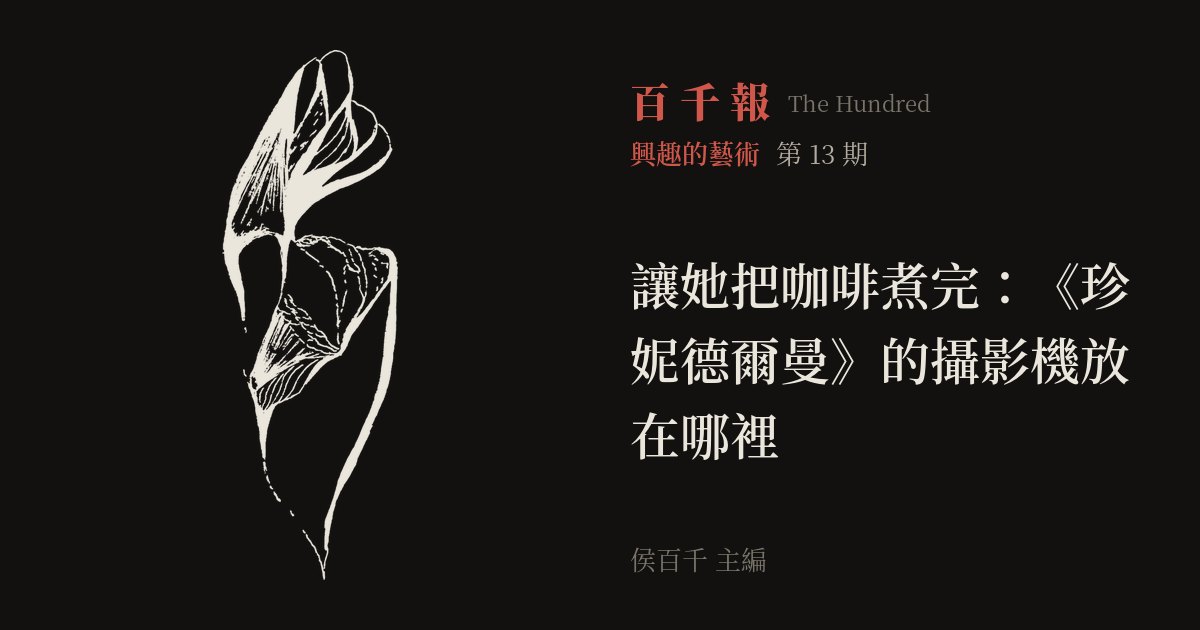 百千報 The Hundred
興趣的藝術 第 13 期
讓她把咖啡煮完：《珍
妮德爾曼》的攝影機放
在哪裡
侯百千 主編